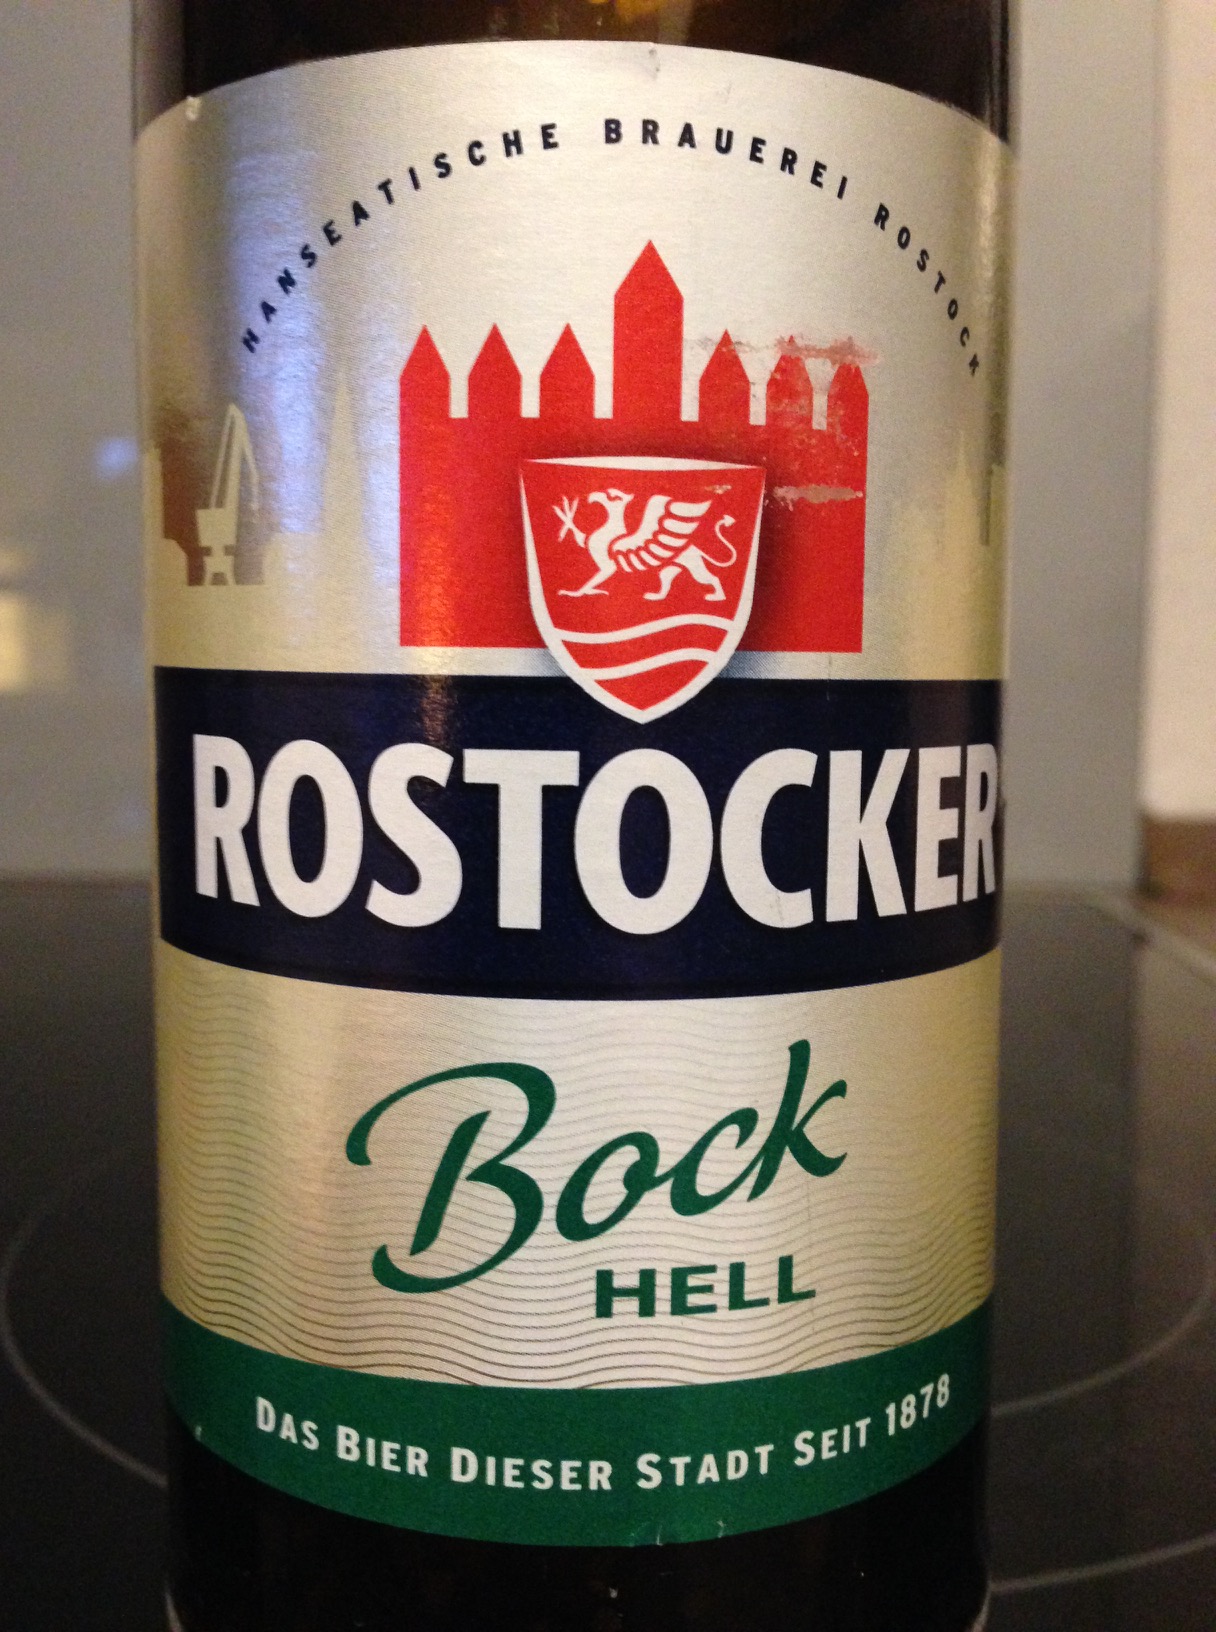 HANSEATISCHE BRAUEREI ROSTOCK
ROSTOCKER
Bock
HELL
DAS BIER DIESER STADT SEIT 1878